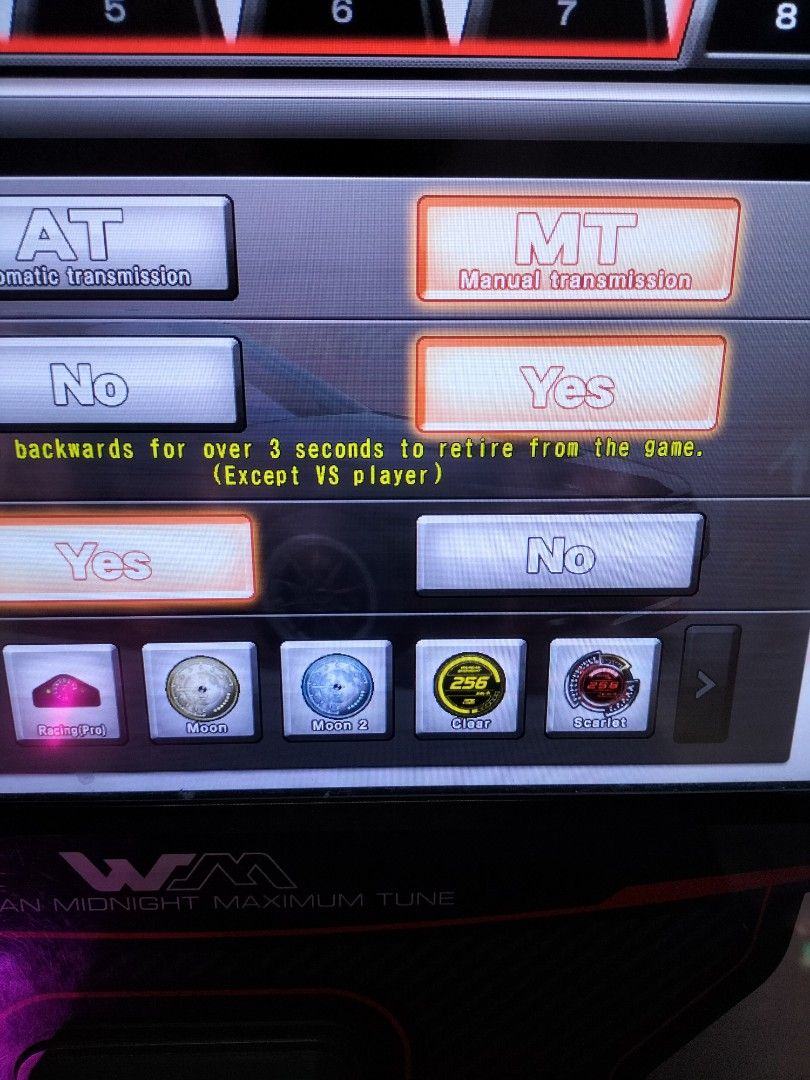 5 6 7 8
AT MT
omatic transmission Manual transmission
No Yes
backwards for over 3 seconds to retire from the game.
(Except VS player)
Yes No
256 256
Racing(Pro) Moon Moon 2 Clear Scarlet
>
WM
AN MIDNIGHT MAXIMUM TUNE